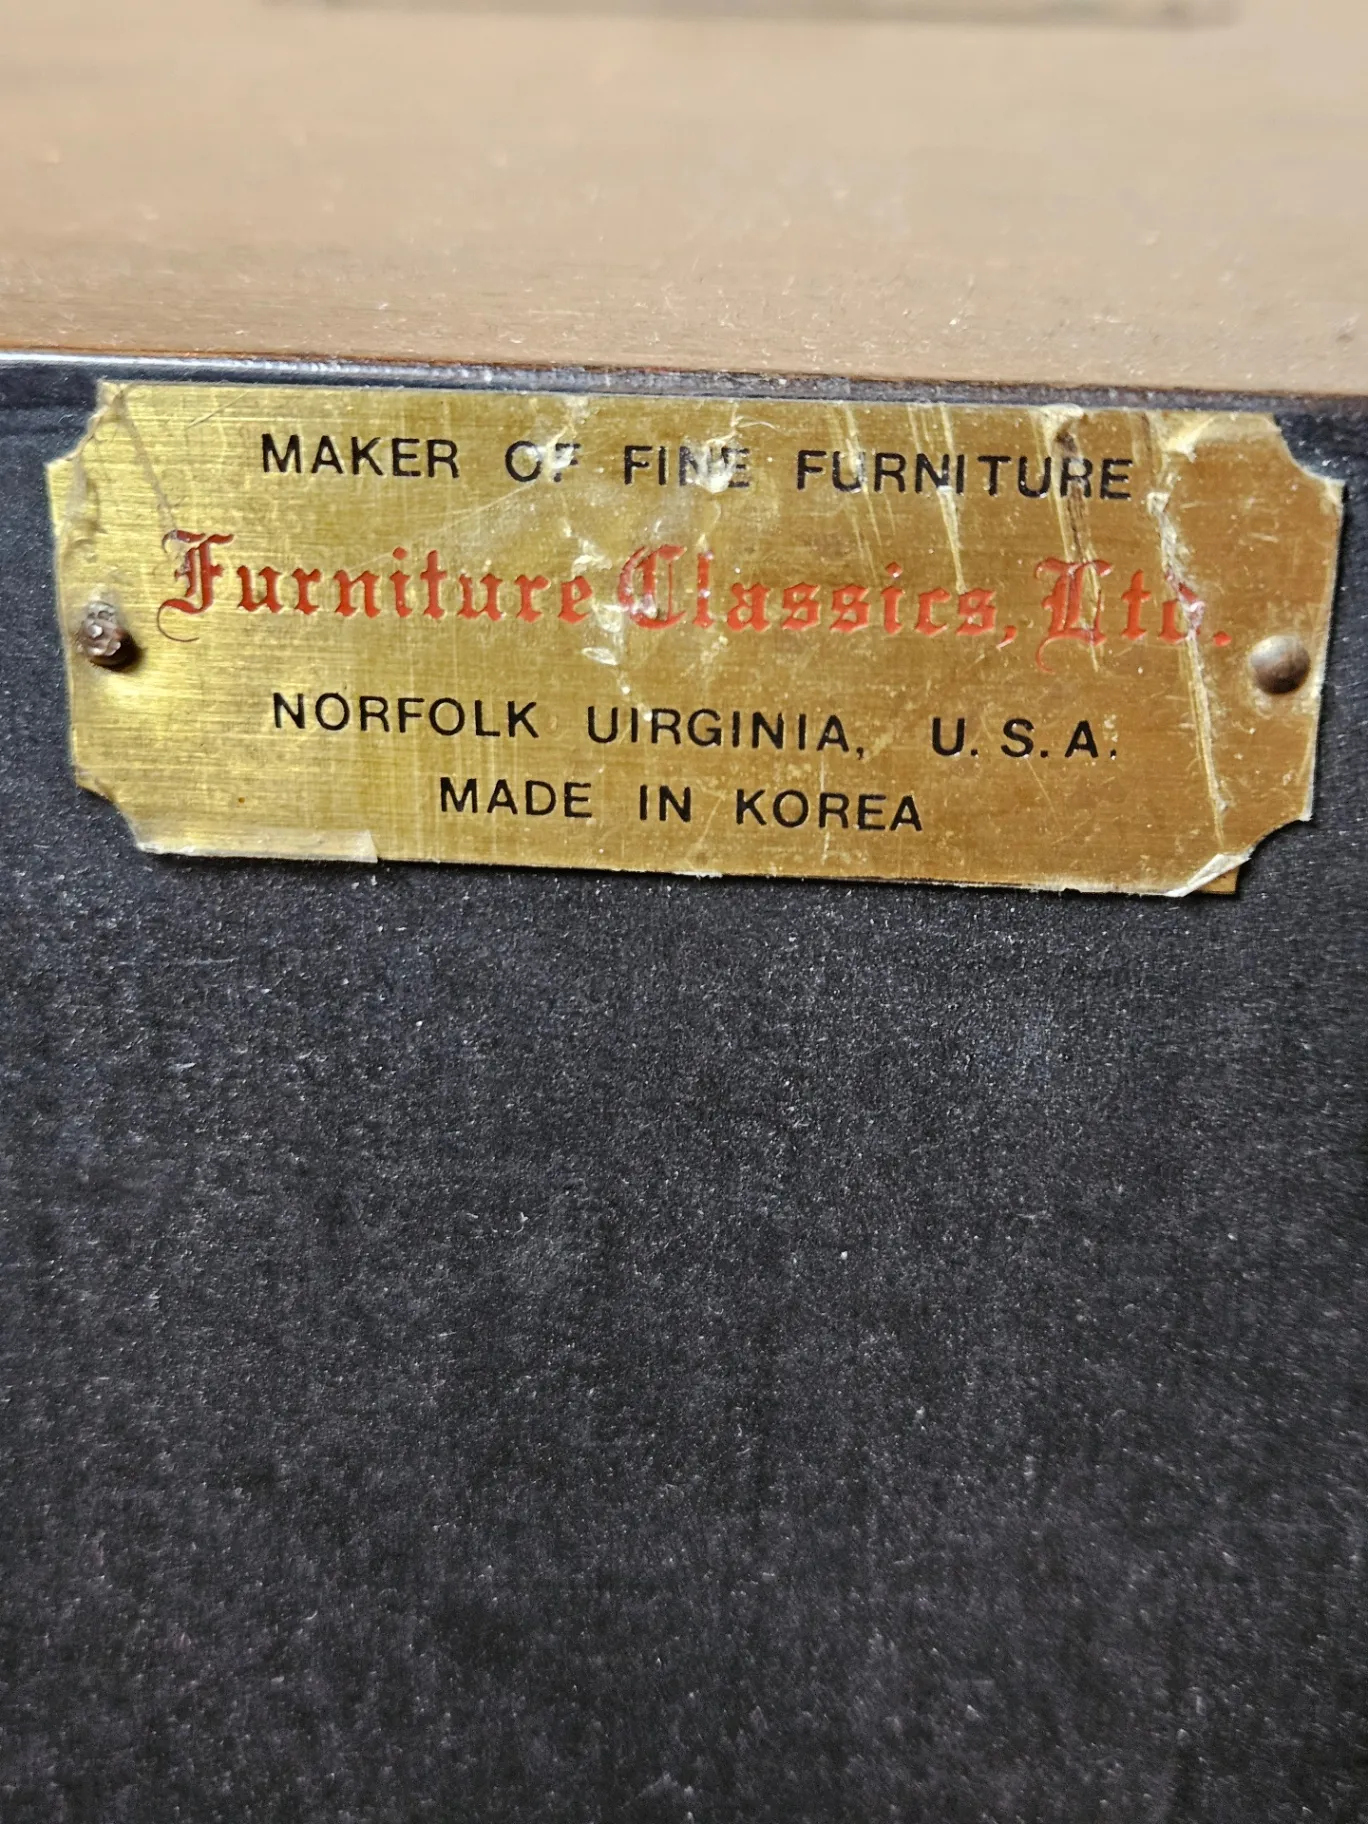 MAKER OF FINE FURNITURE
Furniture Classics, Ltd.
NORFOLK UIRGINIA, U.S.A.
MADE IN KOREA